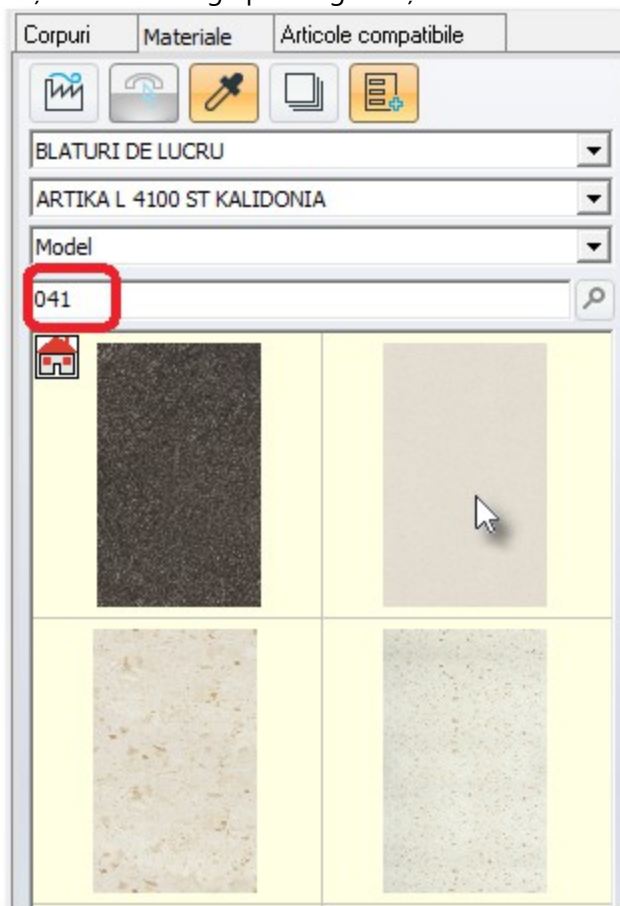 Corpuri Materiale Articole compatibile
BLATURI DE LUCRU
ARTIKA L 4100 ST KALIDONIA
Model
041